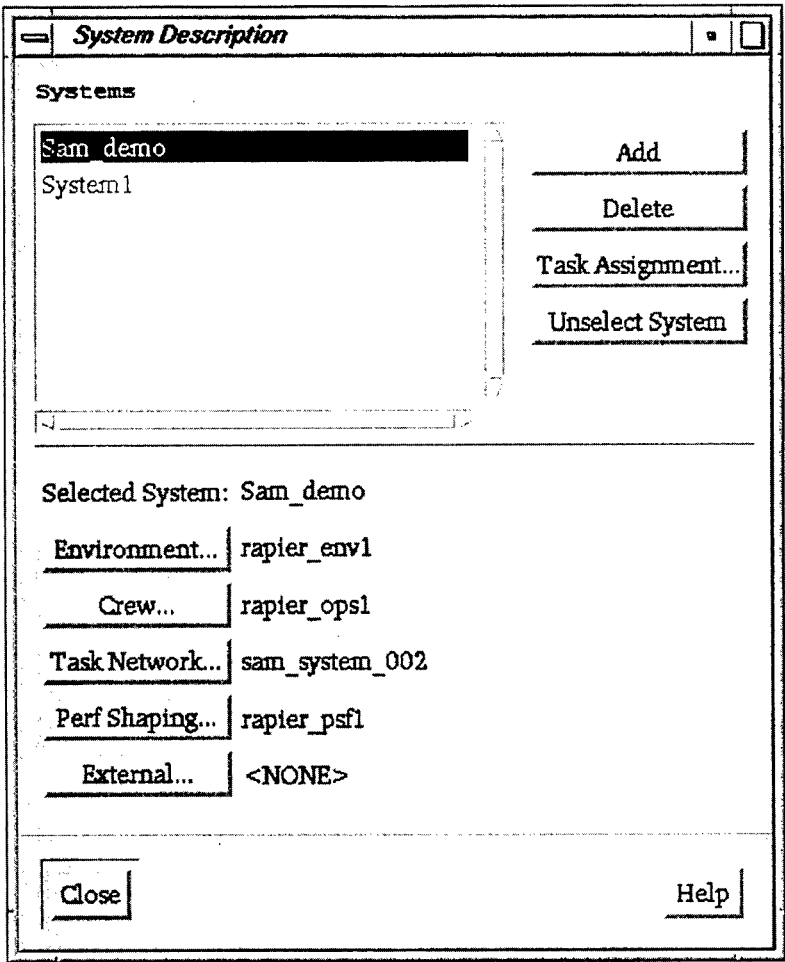 System Description
Systems
Sam_demo
System1
Add
Delete
Task Assignment...
Unselect System
Selected System: Sam_demo
Environment... rapier_env1
Crew... rapier_ops1
Task Network... sam_system_002
Perf Shaping... rapier_psf1
External... <NONE>
Close
Help